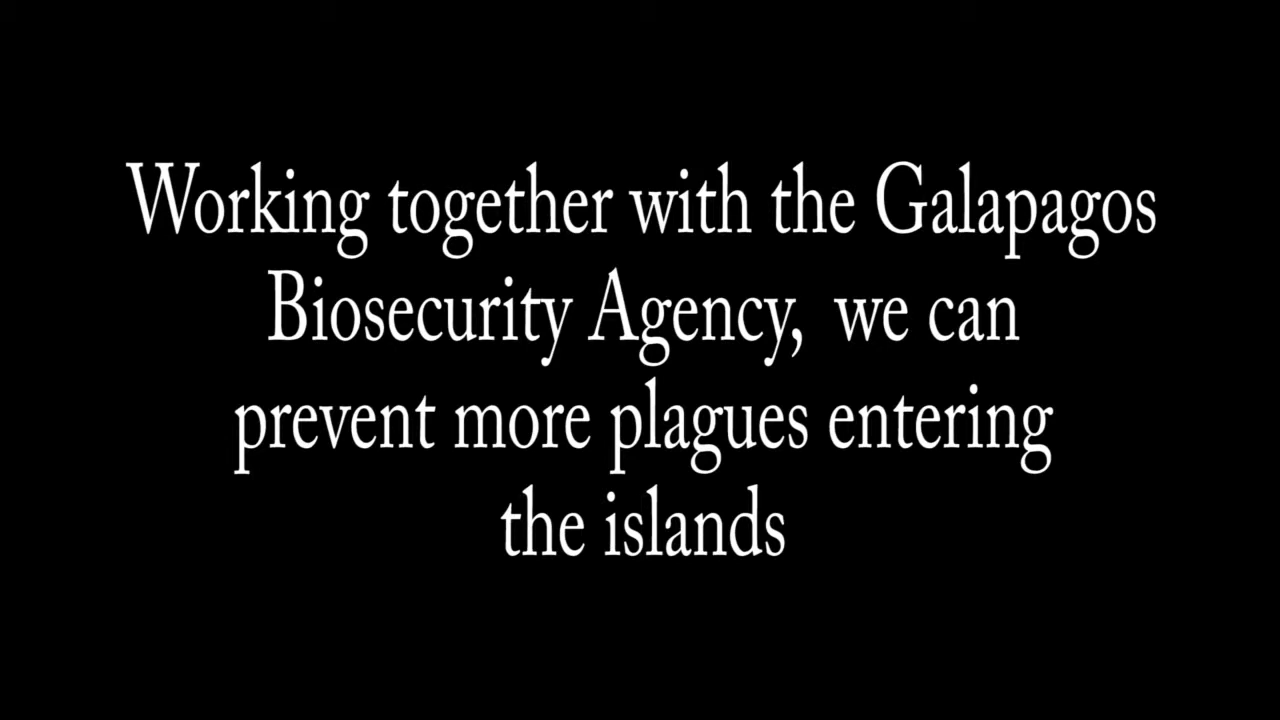 Working together with the Galapagos
Biosecurity Agency, we can
prevent more plagues entering
the islands